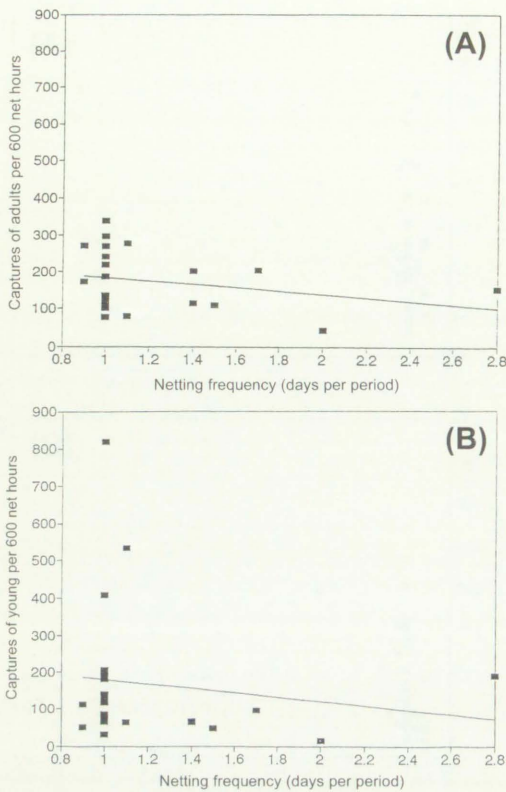 (A)
Captures of adults per 600 net hours
900
800
700
600
500
400
300
200
100
0
0.8 1 1.2 1.4 1.6 1.8 2 2.2 2.4 2.6 2.8
Netting frequency (days per period)
(B)
Captures of young per 600 net hours
900
800
700
600
500
400
300
200
100
0
0.8 1 1.2 1.4 1.6 1.8 2 2.2 2.4 2.6 2.8
Netting frequency (days per period)